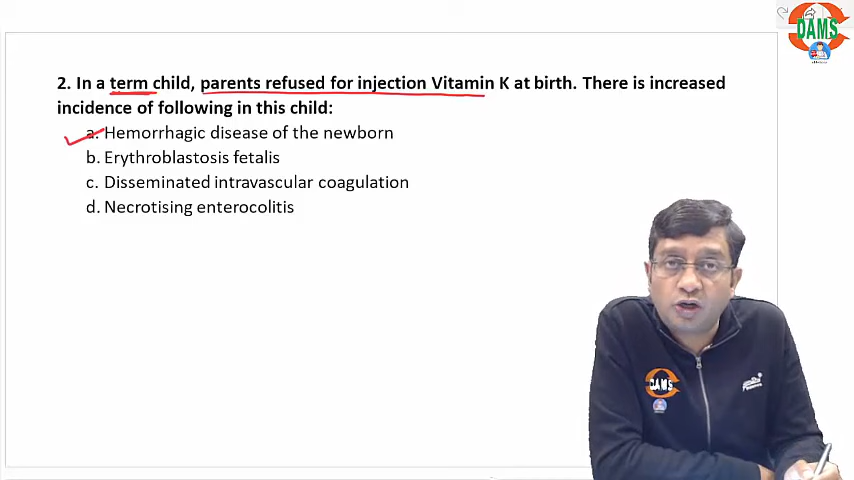 DAMS
2. In a term child, parents refused for injection Vitamin K at birth. There is increased
incidence of following in this child:
a. Hemorrhagic disease of the newborn
b. Erythroblastosis fetalis
c. Disseminated intravascular coagulation
d. Necrotising enterocolitis
DAMS